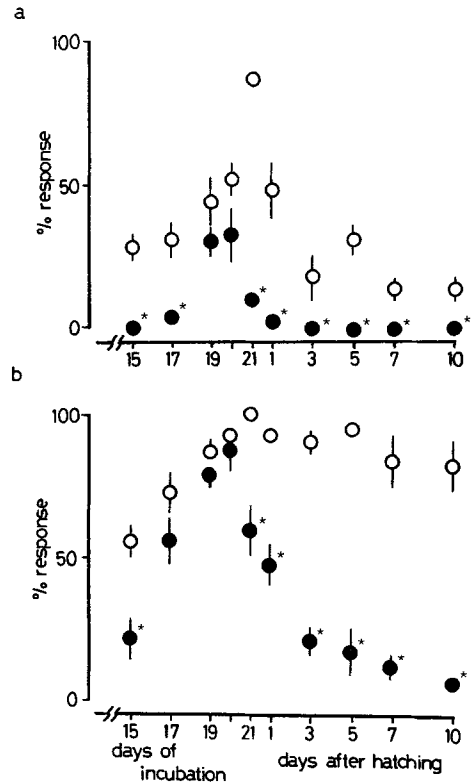 a
100
50
0
% response
* * * * * * * *
15 17 19 21 1 3 5 7 10
b
100
50
0
% response
* * * * * * *
15 17 19 21 1 3 5 7 10
days of incubation
days after hatching